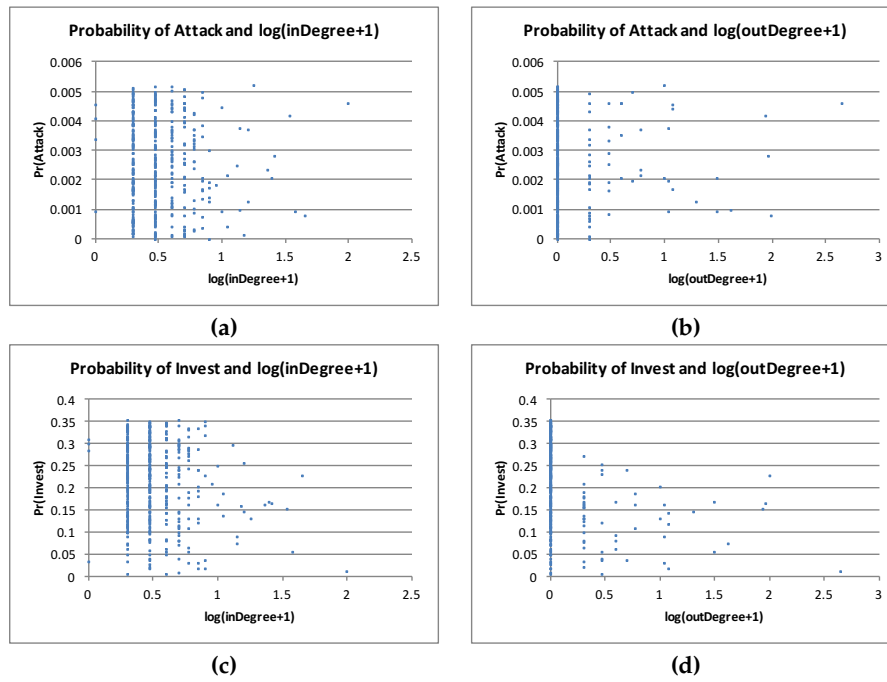 Probability of Attack and log(inDegree+1)
0.006
0.005
0.004
0.003
0.002
0.001
0
Pr(Attack)
0 0.5 1 1.5 2 2.5
log(inDegree+1)
(a)
Probability of Attack and log(outDegree+1)
0.006
0.005
0.004
0.003
0.002
0.001
0
Pr(Attack)
0 0.5 1 1.5 2 2.5 3
log(outDegree+1)
(b)
Probability of Invest and log(inDegree+1)
0.4
0.35
0.3
0.25
0.2
0.15
0.1
0.05
0
Pr(Invest)
0 0.5 1 1.5 2 2.5
log(inDegree+1)
(c)
Probability of Invest and log(outDegree+1)
0.4
0.35
0.3
0.25
0.2
0.15
0.1
0.05
0
Pr(Invest)
0 0.5 1 1.5 2 2.5 3
log(outDegree+1)
(d)